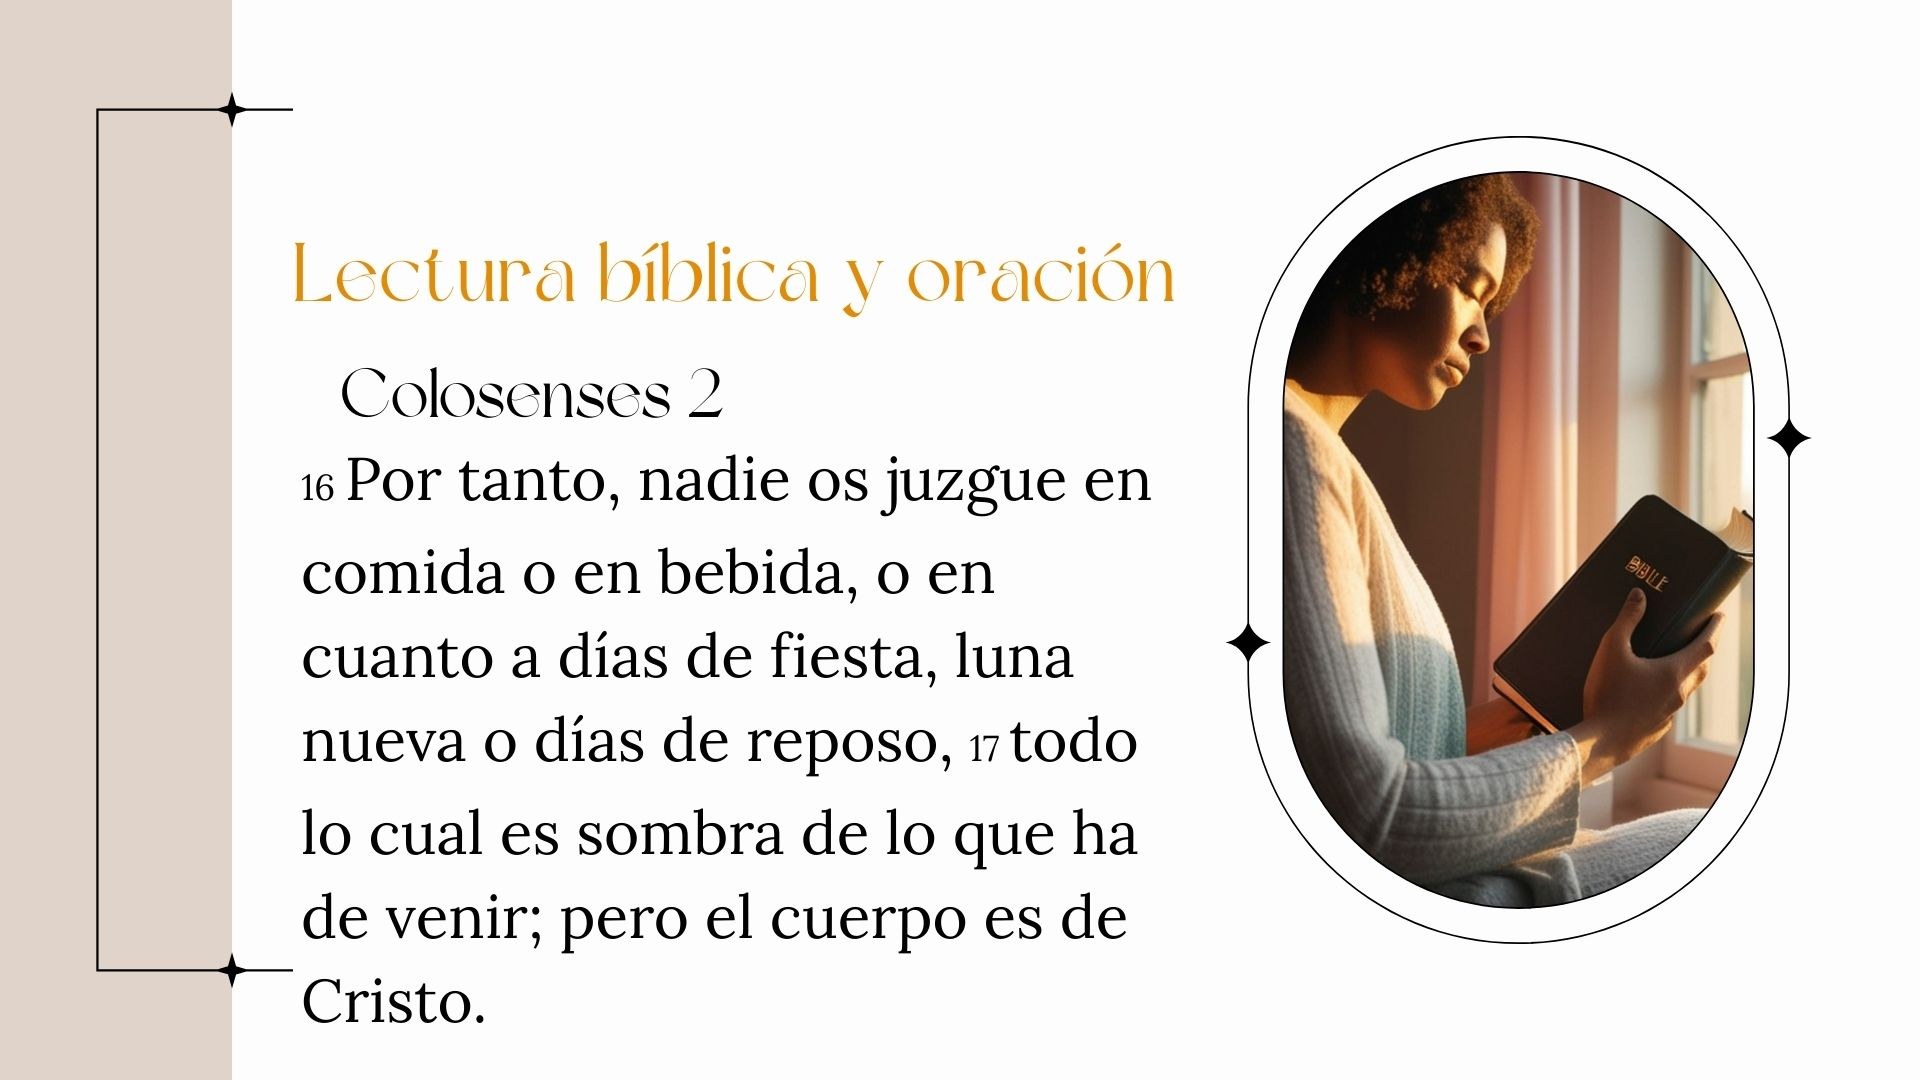 Lectura bíblica y oración
Colosenses 2
16 Por tanto, nadie os juzgue en
comida o en bebida, o en
cuanto a días de fiesta, luna
nueva o días de reposo, 17 todo
lo cual es sombra de lo que ha
de venir; pero el cuerpo es de
Cristo.
BIBLE